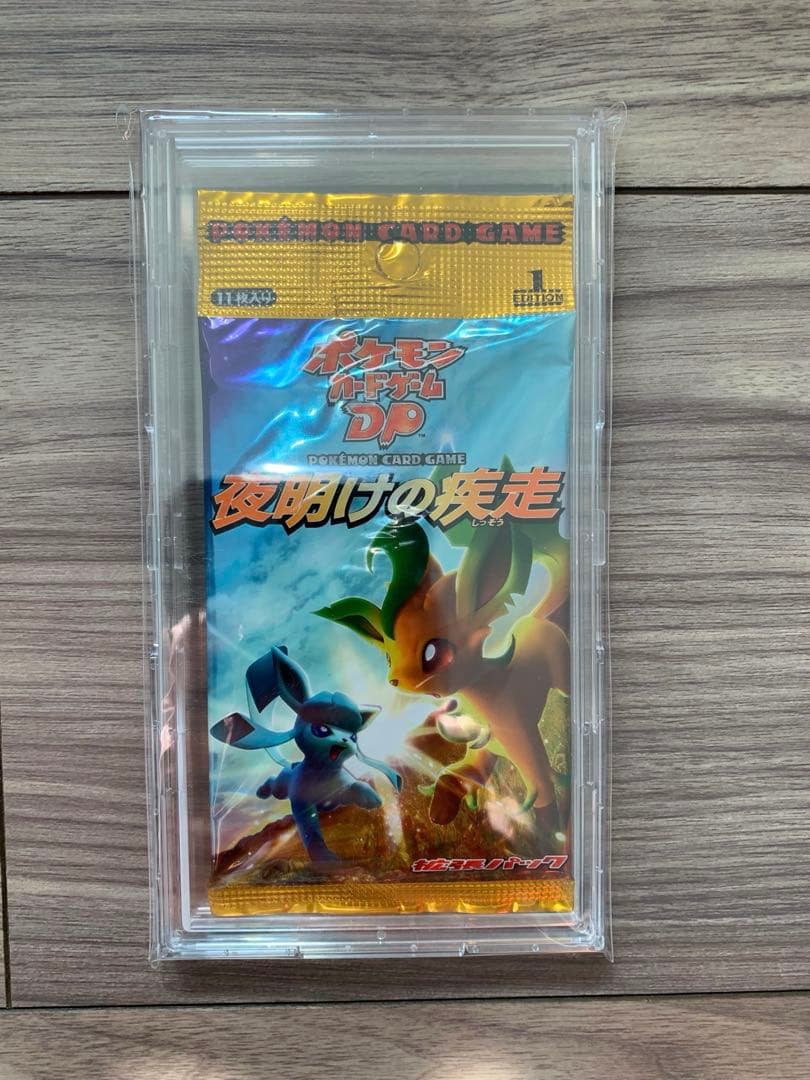 POKÉMON CARD GAME
11枚入り
1
EDITION
ポケモン
カードゲーム
DP™
POKÉMON CARD GAME
夜明けの疾走
しっそう
拡張パック